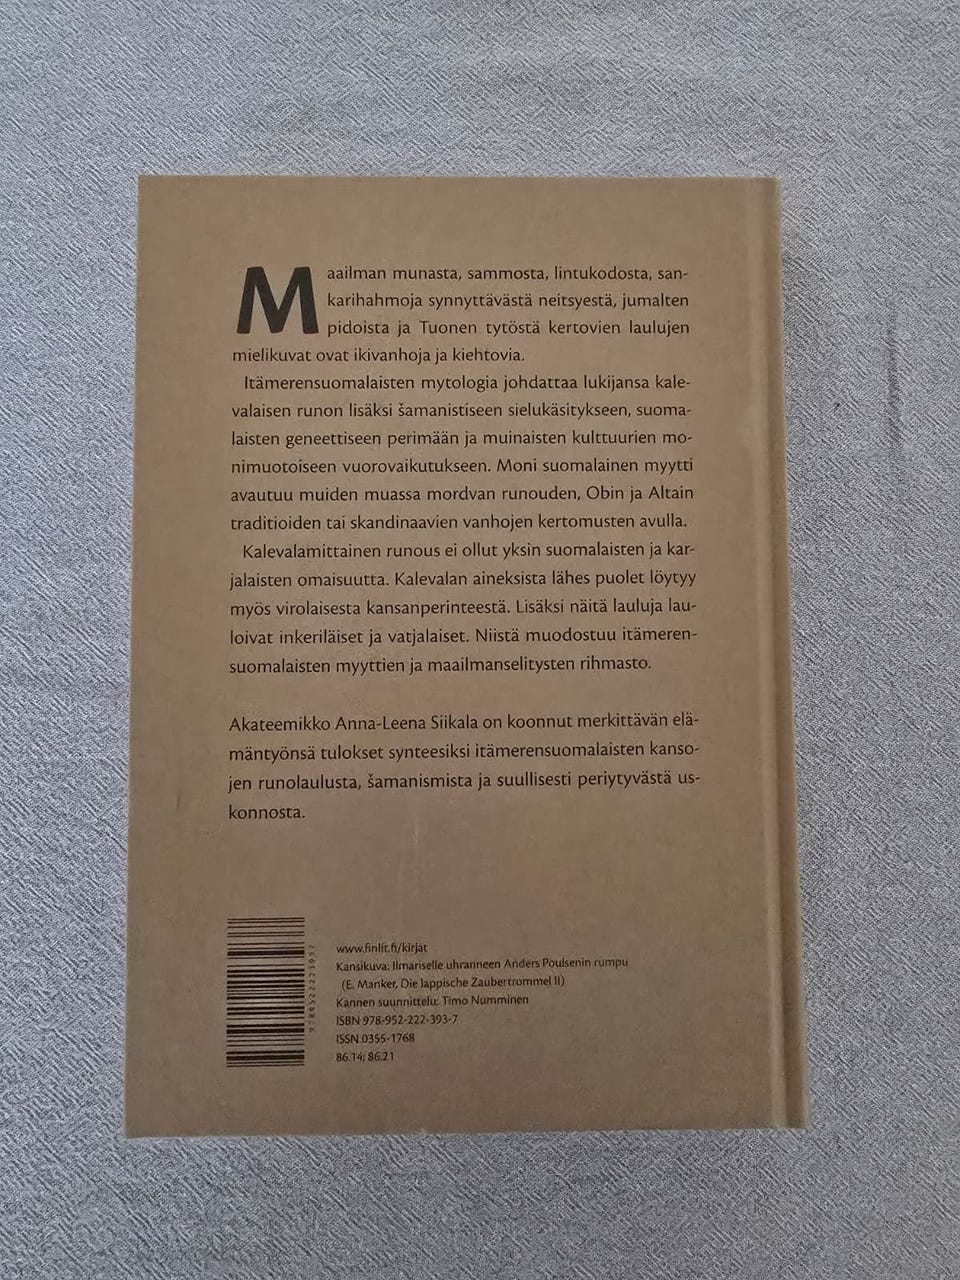 Maailman munasta, sammosta, lintukodosta, san-
karihahmoja synnyttävästä neitsyestä, jumalten
pidoista ja Tuonen tytöstä kertovien laulujen
mielikuvat ovat ikivanhoja ja kiehtovia.
Itämerensuomalaisten mytologia johdattaa lukijansa kale-
valaisen runon lisäksi šamanistiseen sielukäsitykseen, suoma-
laisten geneettiseen perimään ja muinaisten kulttuurien mo-
nimuotoiseen vuorovaikutukseen. Moni suomalainen myytti
avautuu muiden muassa mordvan runouden, Obin ja Altain
traditioiden tai skandinaavien vanhojen kertomusten avulla.
Kalevalamittainen runous ei ollut yksin suomalaisten ja kar-
jalaisten omaisuutta. Kalevalan aineksista lähes puolet löytyy
myös virolaisesta kansanperinteestä. Lisäksi näitä lauluja lau-
loivat inkeriläiset ja vatjalaiset. Niistä muodostuu itämeren-
suomalaisten myyttien ja maailmanselitysten rihmasto.
Akateemikko Anna-Leena Siikala on koonnut merkittävän elä-
mäntyönsä tulokset synteesiksi itämerensuomalaisten kanso-
jen runolaulusta, šamanismista ja suullisesti periytyvästä us-
konnosta.
www.finlit.fi/kirjat
Kansikuva: Ilmariselle uhranneen Anders Poulsenin rumpu
(E. Manker, Die lappische Zaubertrommel II)
Kannen suunnittelu: Timo Numminen
ISBN 978-952-222-393-7
ISSN 0355-1768
86.14; 86.21
9789522223937